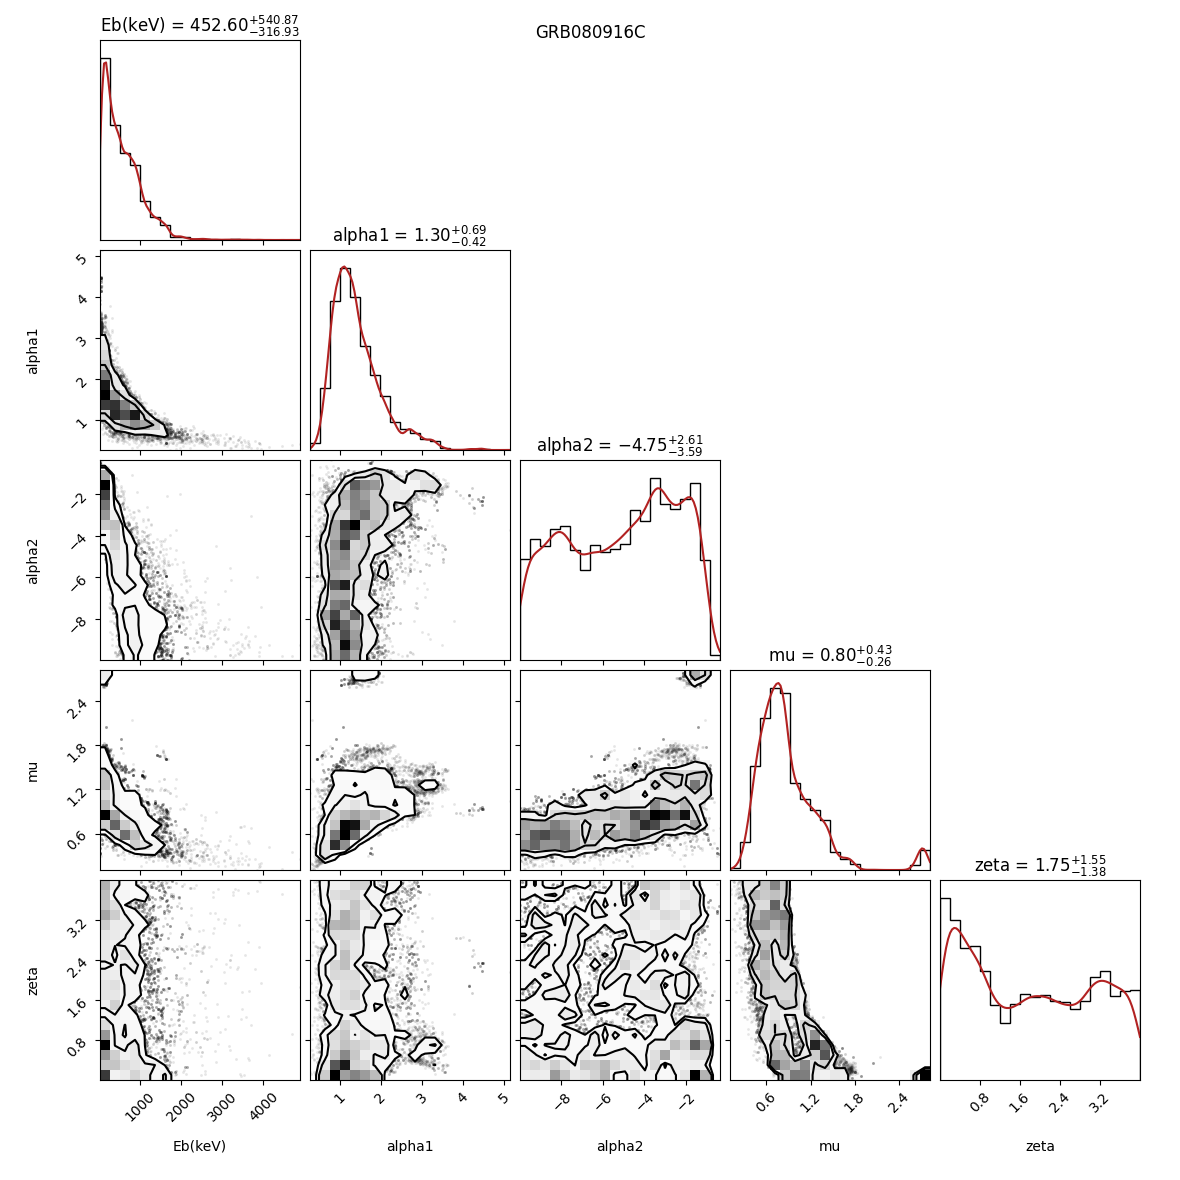 GRB080916C
Eb(keV) = 452.60+540.87−316.93
alpha1 = 1.30+0.69−0.42
5
4
3
2
1
alpha1
alpha2 = −4.75+2.61−3.59
−2
−4
−6
−8
alpha2
mu = 0.80+0.43−0.26
2.4
1.8
1.2
0.6
mu
zeta = 1.75+1.55−1.38
3.2
2.4
1.6
0.8
zeta
1000 2000 3000 4000 1 2 3 4 5 −8 −6 −4 −2 0.6 1.2 1.8 2.4 0.8 1.6 2.4 3.2
Eb(keV) alpha1 alpha2 mu zeta